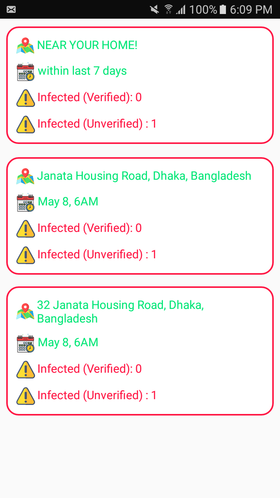 100% 6:09 PM
NEAR YOUR HOME!
within last 7 days
Infected (Verified): 0
Infected (Unverified) : 1
Janata Housing Road, Dhaka, Bangladesh
May 8, 6AM
Infected (Verified): 0
Infected (Unverified) : 1
32 Janata Housing Road, Dhaka,
Bangladesh
May 8, 6AM
Infected (Verified): 0
Infected (Unverified) : 1